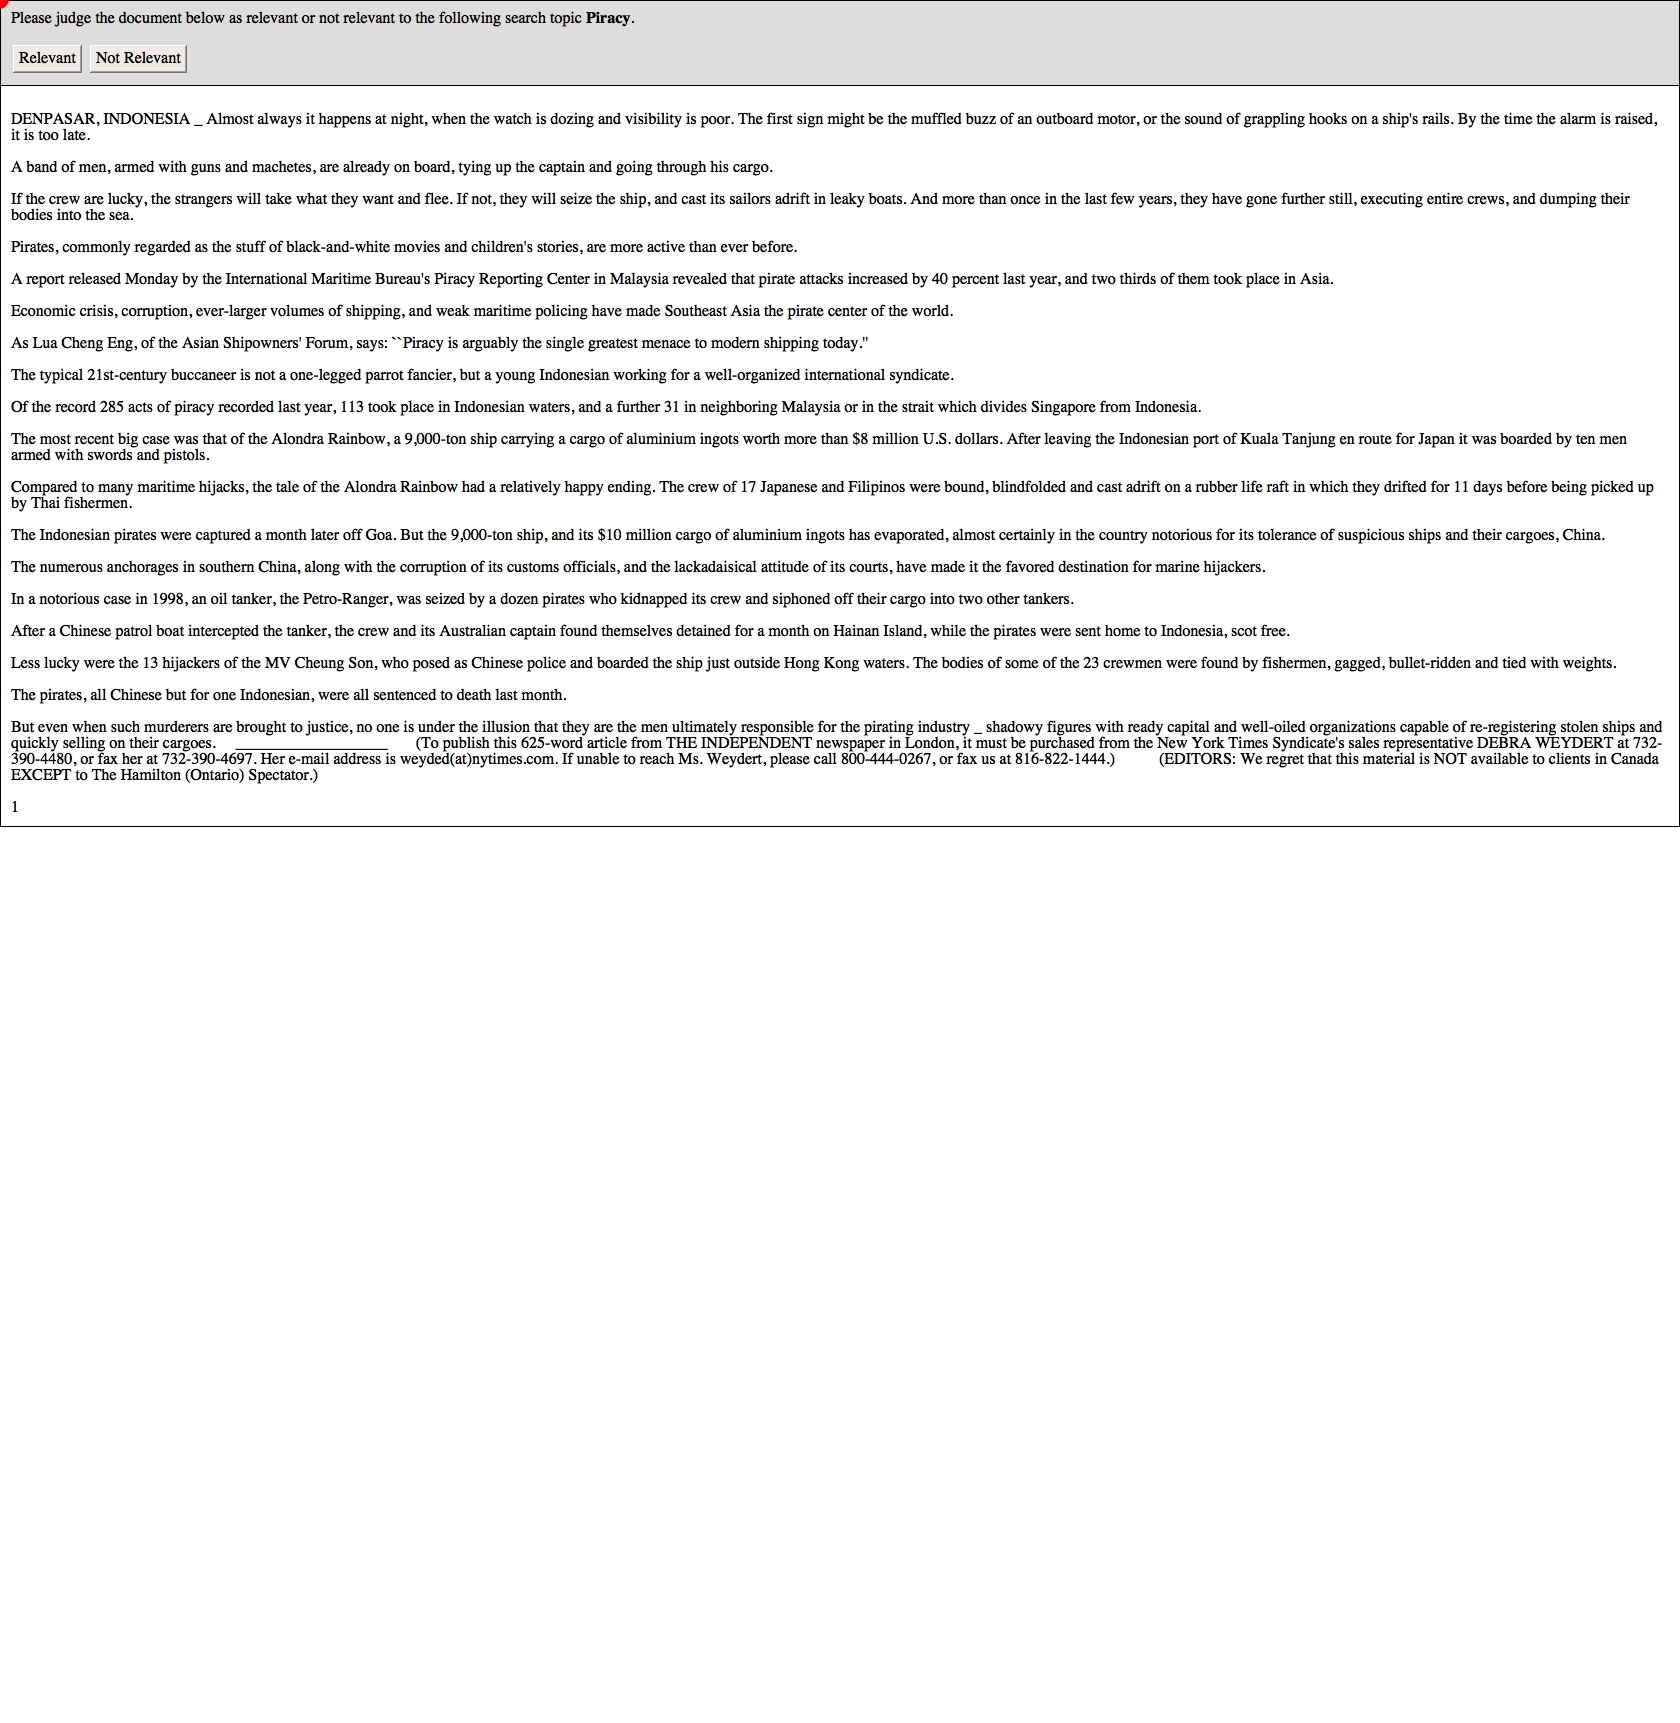 Please judge the document below as relevant or not relevant to the following search topic Piracy.
Relevant Not Relevant
DENPASAR, INDONESIA _ Almost always it happens at night, when the watch is dozing and visibility is poor. The first sign might be the muffled buzz of an outboard motor, or the sound of grappling hooks on a ship's rails. By the time the alarm is raised,
it is too late.
A band of men, armed with guns and machetes, are already on board, tying up the captain and going through his cargo.
If the crew are lucky, the strangers will take what they want and flee. If not, they will seize the ship, and cast its sailors adrift in leaky boats. And more than once in the last few years, they have gone further still, executing entire crews, and dumping their
bodies into the sea.
Pirates, commonly regarded as the stuff of black-and-white movies and children's stories, are more active than ever before.
A report released Monday by the International Maritime Bureau's Piracy Reporting Center in Malaysia revealed that pirate attacks increased by 40 percent last year, and two thirds of them took place in Asia.
Economic crisis, corruption, ever-larger volumes of shipping, and weak maritime policing have made Southeast Asia the pirate center of the world.
As Lua Cheng Eng, of the Asian Shipowners' Forum, says: ``Piracy is arguably the single greatest menace to modern shipping today.''
The typical 21st-century buccaneer is not a one-legged parrot fancier, but a young Indonesian working for a well-organized international syndicate.
Of the record 285 acts of piracy recorded last year, 113 took place in Indonesian waters, and a further 31 in neighboring Malaysia or in the strait which divides Singapore from Indonesia.
The most recent big case was that of the Alondra Rainbow, a 9,000-ton ship carrying a cargo of aluminium ingots worth more than $8 million U.S. dollars. After leaving the Indonesian port of Kuala Tanjung en route for Japan it was boarded by ten men
armed with swords and pistols.
Compared to many maritime hijacks, the tale of the Alondra Rainbow had a relatively happy ending. The crew of 17 Japanese and Filipinos were bound, blindfolded and cast adrift on a rubber life raft in which they drifted for 11 days before being picked up
by Thai fishermen.
The Indonesian pirates were captured a month later off Goa. But the 9,000-ton ship, and its $10 million cargo of aluminium ingots has evaporated, almost certainly in the country notorious for its tolerance of suspicious ships and their cargoes, China.
The numerous anchorages in southern China, along with the corruption of its customs officials, and the lackadaisical attitude of its courts, have made it the favored destination for marine hijackers.
In a notorious case in 1998, an oil tanker, the Petro-Ranger, was seized by a dozen pirates who kidnapped its crew and siphoned off their cargo into two other tankers.
After a Chinese patrol boat intercepted the tanker, the crew and its Australian captain found themselves detained for a month on Hainan Island, while the pirates were sent home to Indonesia, scot free.
Less lucky were the 13 hijackers of the MV Cheung Son, who posed as Chinese police and boarded the ship just outside Hong Kong waters. The bodies of some of the 23 crewmen were found by fishermen, gagged, bullet-ridden and tied with weights.
The pirates, all Chinese but for one Indonesian, were all sentenced to death last month.
But even when such murderers are brought to justice, no one is under the illusion that they are the men ultimately responsible for the pirating industry _ shadowy figures with ready capital and well-oiled organizations capable of re-registering stolen ships and
quickly selling on their cargoes. ___________________ (To publish this 625-word article from THE INDEPENDENT newspaper in London, it must be purchased from the New York Times Syndicate's sales representative DEBRA WEYDERT at 732-
390-4480, or fax her at 732-390-4697. Her e-mail address is weyded(at)nytimes.com. If unable to reach Ms. Weydert, please call 800-444-0267, or fax us at 816-822-1444.) (EDITORS: We regret that this material is NOT available to clients in Canada
EXCEPT to The Hamilton (Ontario) Spectator.)
1